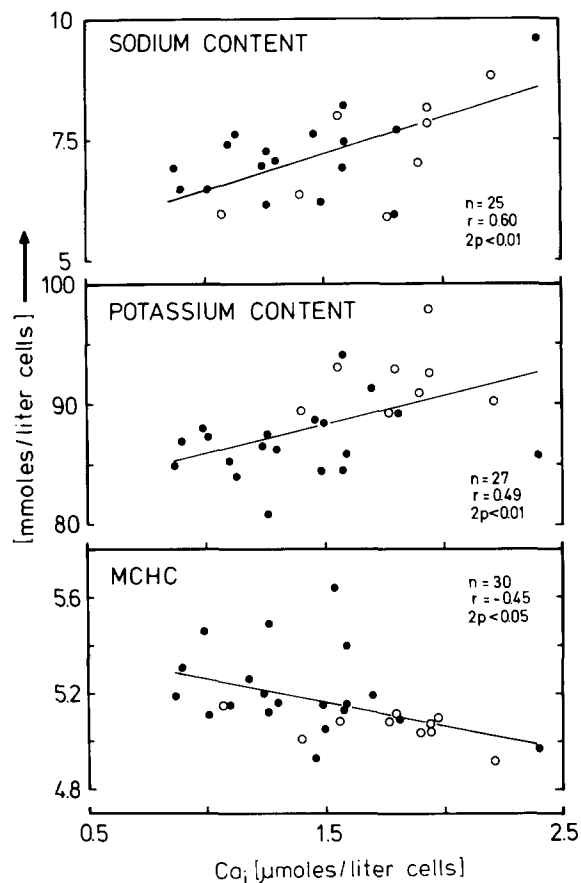 10
SODIUM CONTENT
7.5
n = 25
r = 0.60
2p<0.01
5
100
POTASSIUM CONTENT
90
n = 27
r = 0.49
2p<0.01
80
[mmoles/liter cells]
MCHC
n = 30
r = -0.45
2p<0.05
5.6
5.2
4.8
0.5 1.5 2.5
Cai [μmoles/liter cells]